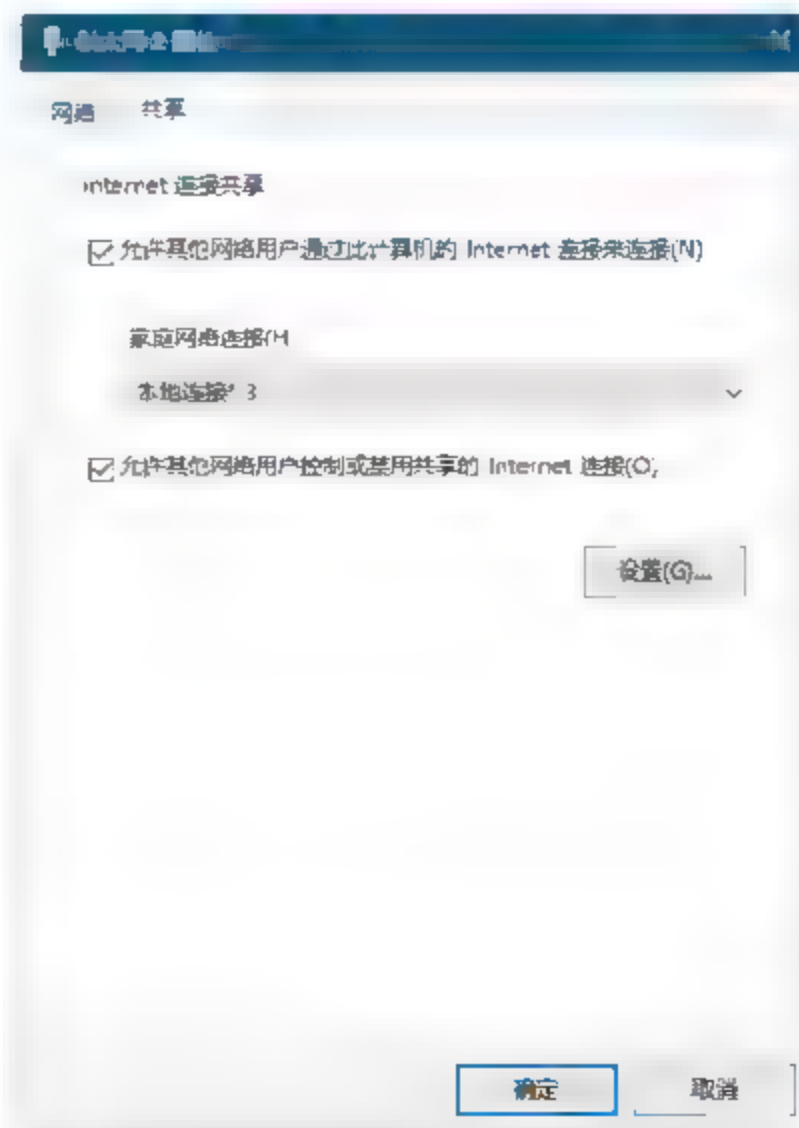 网络 共享
Internet 连接共享
允许其他网络用户通过此计算机的 Internet 连接来连接(N)
家庭网络连接(H
本地连接* 3
允许其他网络用户控制或禁用共享的 Internet 连接(O)
设置(G)...
确定 取消